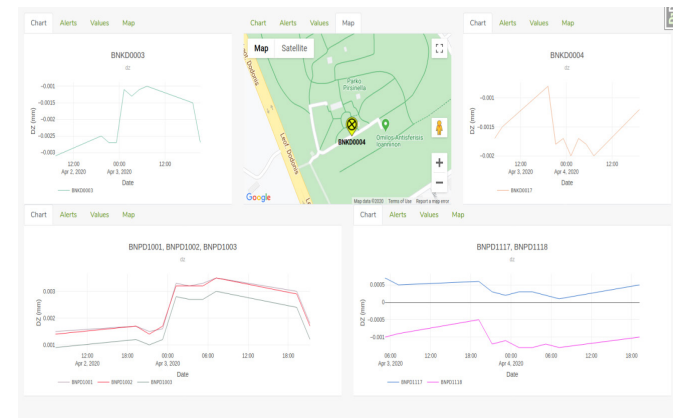 Chart Alerts Values Map
BNKD0003
-0.001
-0.0015
-0.002
-0.0025
-0.003
DZ (mm)
12:00 00:00 12:00
Apr 2, 2020 Apr 3, 2020
Date
BNKD0003
Chart Alerts Values Map
Map Satellite
Parko
Pirsinella
Leof. Dodonis
Leof. Dodonis
BNKD0004
Omilos Antisferisis
Ioanninon
Google
Map data ©2020 Terms of Use Report a map error
Chart Alerts Values Map
BNKD0004
-0.001
-0.0015
-0.002
DZ (mm)
12:00 00:00 12:00
Apr 2, 2020 Apr 3, 2020
Date
BNKD0017
Chart Alerts Values Map
BNPD1001, BNPD1002, BNPD1003
0.003
0.002
0.001
DZ (mm)
12:00 18:00 00:00 06:00 12:00 18:00
Apr 2, 2020 Apr 3, 2020
Date
BNPD1001 BNPD1002 BNPD1003
Chart Alerts Values Map
BNPD1117, BNPD1118
0.0005
0
-0.0005
-0.001
DZ (mm)
06:00 12:00 18:00 00:00 06:00 12:00 18:00
Apr 3, 2020 Apr 4, 2020
Date
BNPD1117 BNPD1118